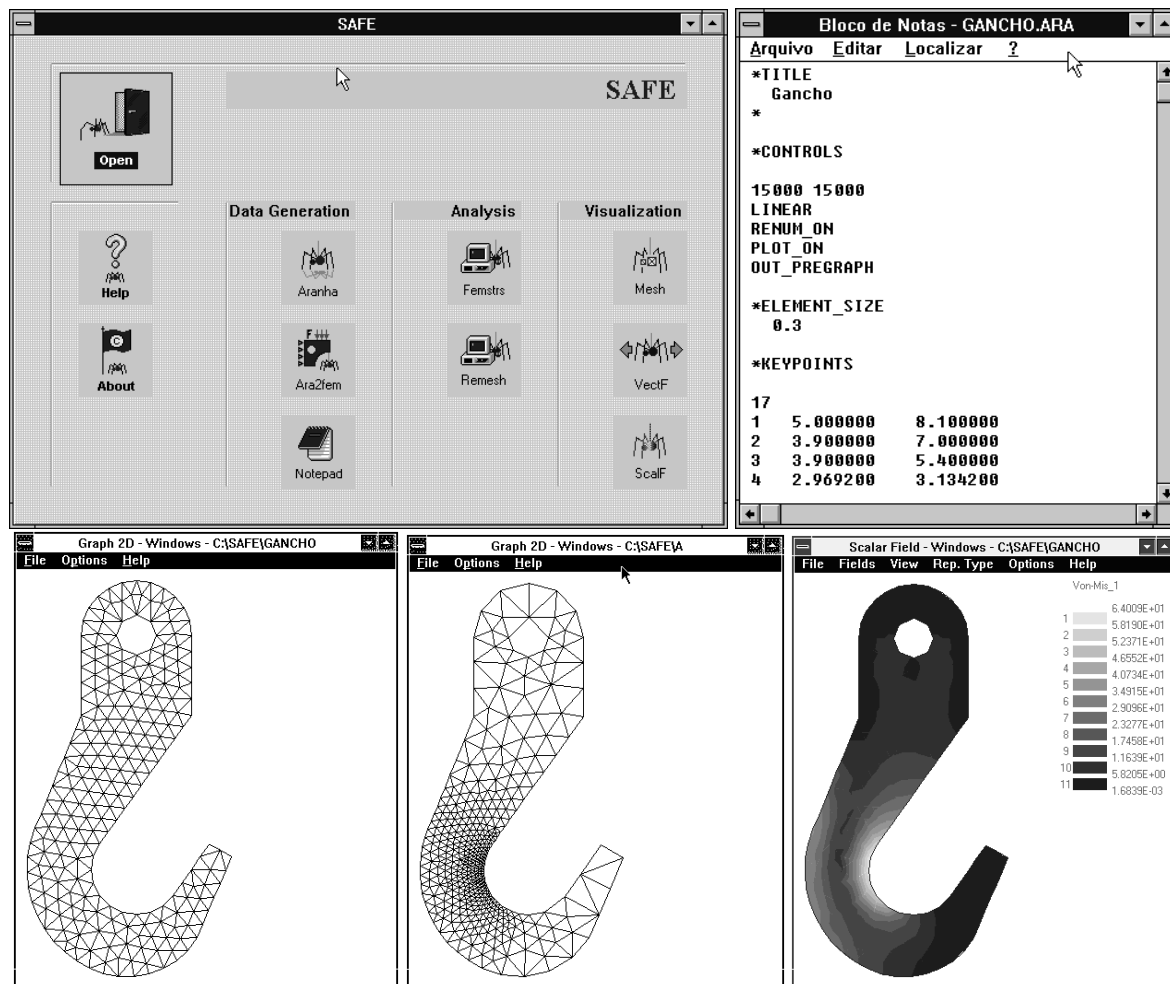 SAFE
SAFE
Open
Data Generation Analysis Visualization
Help Aranha Femstrs Mesh
About Ara2fem Remesh VectF
Notepad ScalF
Bloco de Notas - GANCHO.ARA
Arquivo Editar Localizar ?
*TITLE
Gancho
*
*CONTROLS
15000 15000
LINEAR
RENUM_ON
PLOT_ON
OUT_PREGRAPH
*ELEMENT_SIZE
0.3
*KEYPOINTS
17
1 5.000000 8.100000
2 3.900000 7.000000
3 3.900000 5.400000
4 2.969200 3.134200
Graph 2D - Windows - C:\SAFE\GANCHO
File Options Help
Graph 2D - Windows - C:\SAFE\A
File Options Help
Scalar Field - Windows - C:\SAFE\GANCHO
File Fields View Rep. Type Options Help
Von-Mis_1
6.4009E+01
1
5.8190E+01
2
5.2371E+01
3
4.6552E+01
4
4.0734E+01
5
3.4915E+01
6
2.9096E+01
7
2.3277E+01
8
1.7458E+01
9
1.1639E+01
10
5.8205E+00
11
1.6839E-03